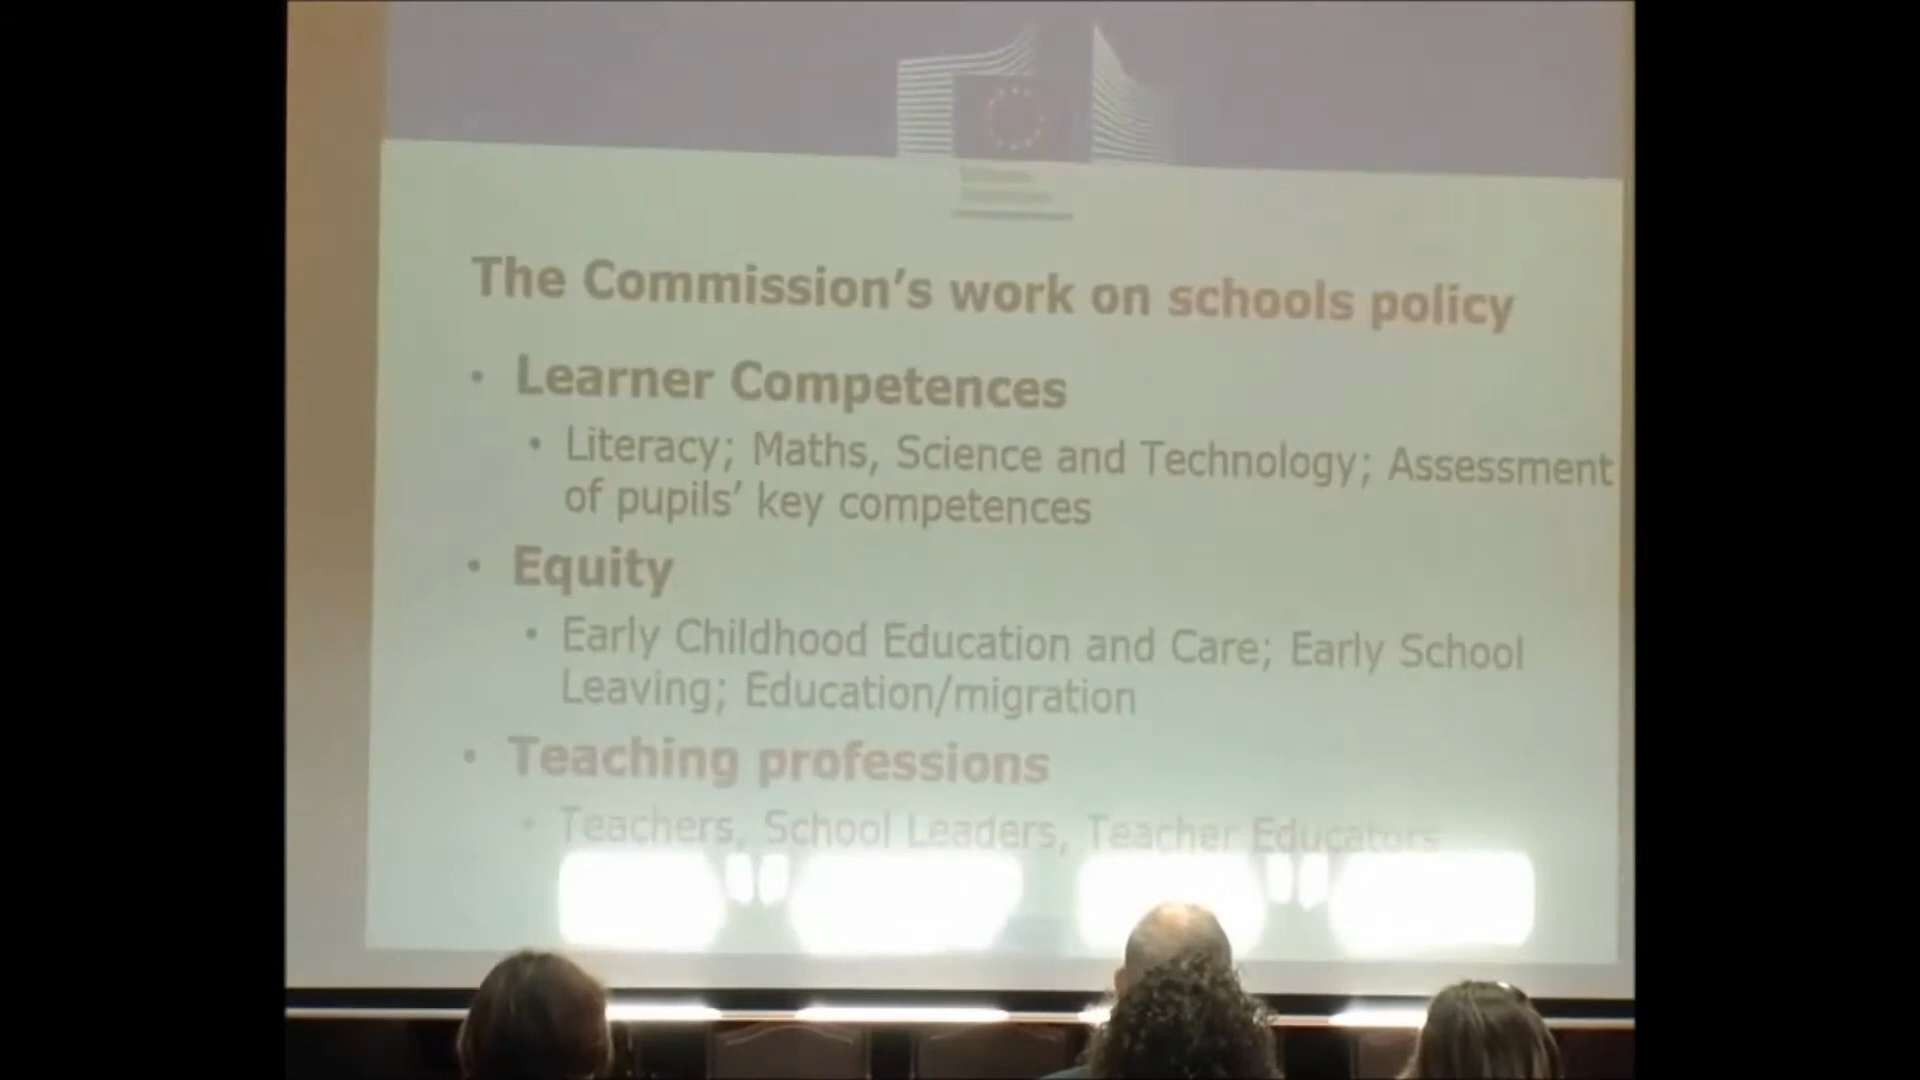 The Commission's work on schools policy
• Learner Competences
• Literacy; Maths, Science and Technology; Assessment
of pupils' key competences
• Equity
• Early Childhood Education and Care; Early School
Leaving; Education/migration
• Teaching professions
• Teachers, School Leaders, Teacher Educators